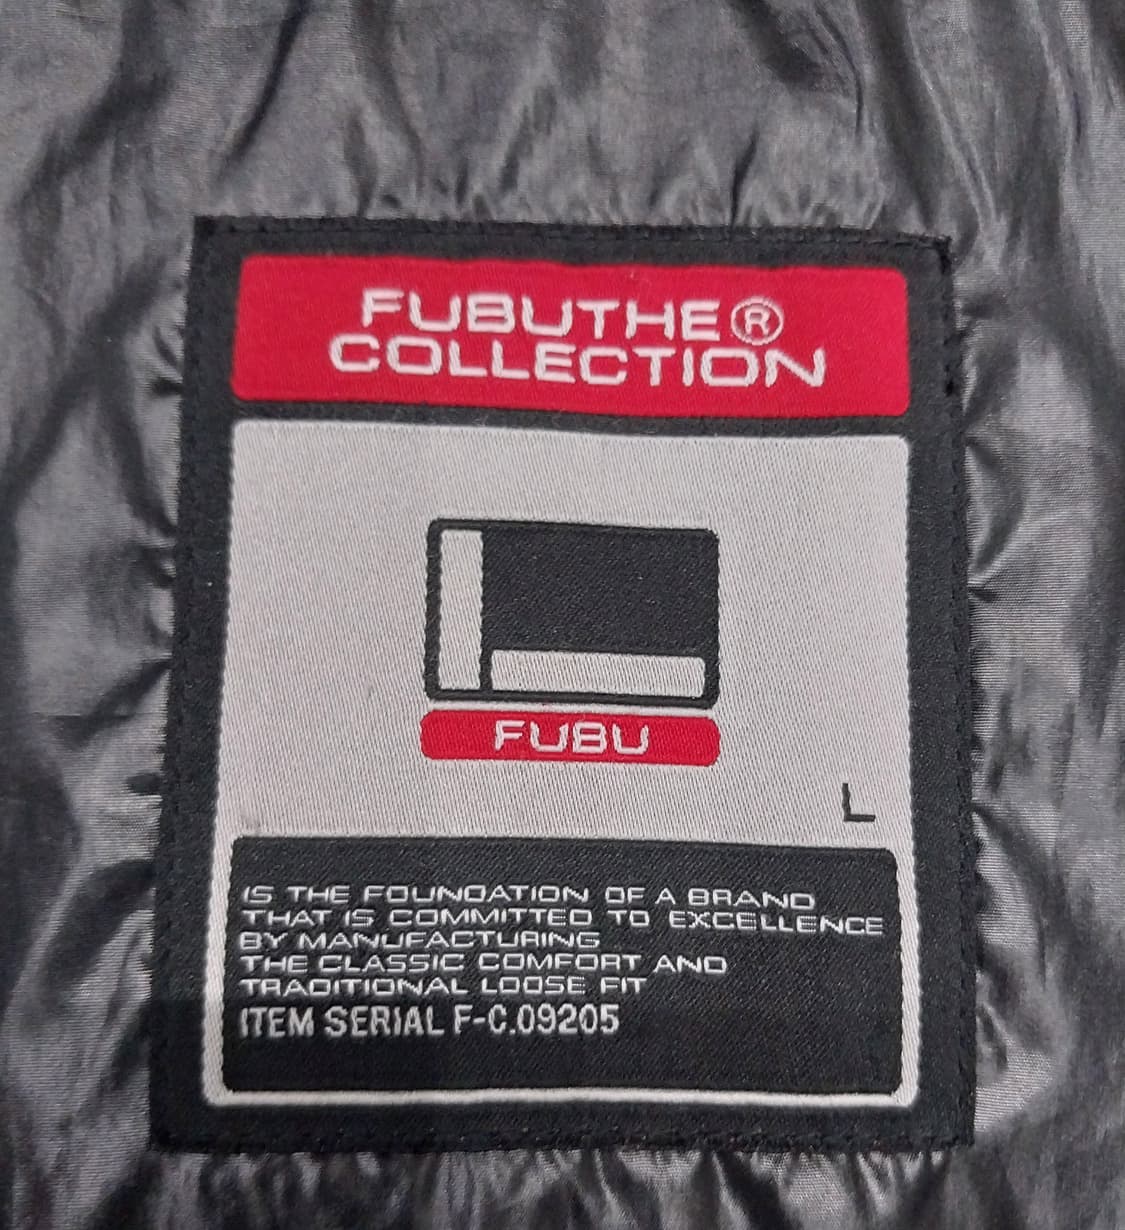 FUBUTHE®
COLLECTION
FUBU
L
IS THE FOUNDATION OF A BRAND
THAT IS COMMITTED TO EXCELLENCE
BY MANUFACTURING
THE CLASSIC COMFORT AND
TRADITIONAL LOOSE FIT
ITEM SERIAL F-C.09205